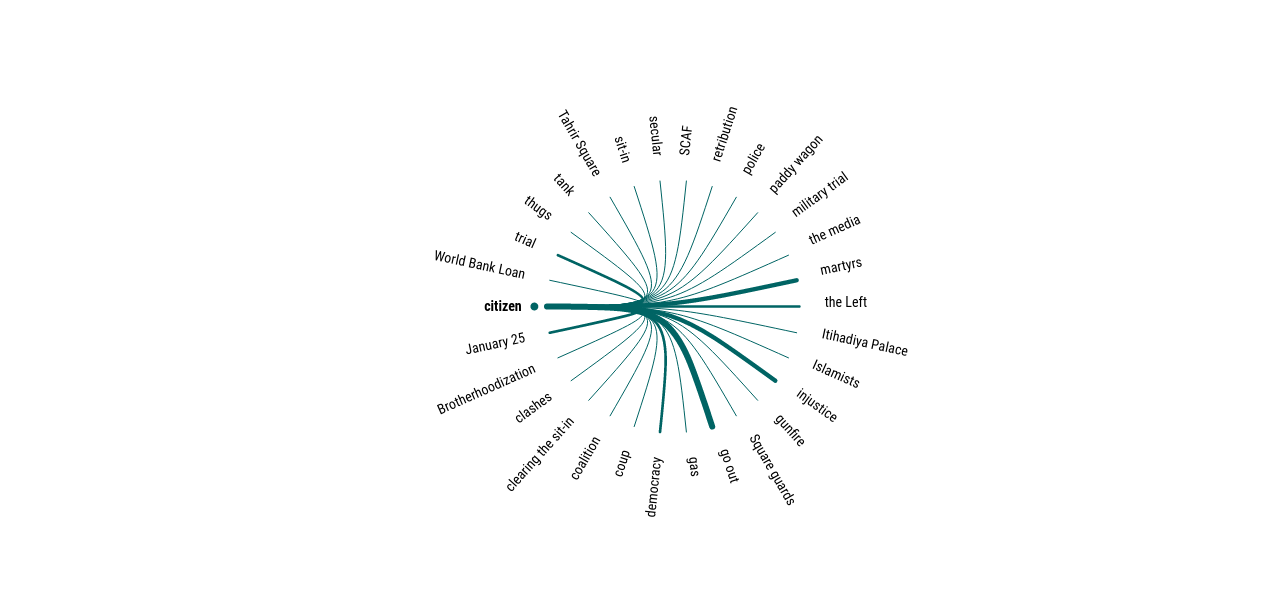 Tahrir Square
sit-in
secular
SCAF
retribution
police
paddy wagon
military trial
the media
martyrs
the Left
Itihadiya Palace
Islamists
injustice
gunfire
Square guards
go out
gas
democracy
coup
coalition
clearing the sit-in
clashes
Brotherhoodization
January 25
citizen
World Bank Loan
trial
thugs
tank